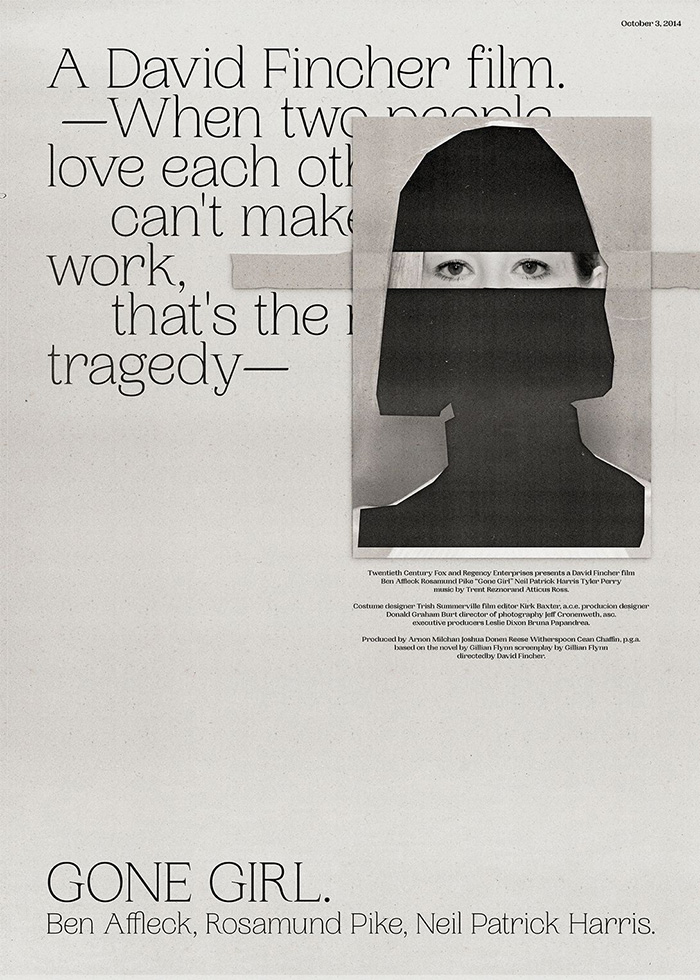 October 3, 2014
A David Fincher film.
—When two people
love each oth
can't make
work,
that's the
tragedy—
Twentieth Century Fox and Regency Enterprises presents a David Fincher film
Ben Affleck Rosamund Pike "Gone Girl" Neil Patrick Harris Tyler Perry
music by Trent Reznorand Atticus Ross.
Costume designer Trish Summerville film editor Kirk Baxter, a.c.e. producion designer
Donald Graham Burt director of photography Jeff Cronenweth, asc.
executive producers Leslie Dixon Bruna Papandrea.
Produced by Arnon Milchan Joshua Donen Reese Witherspoon Cean Chaffin, p.g.a.
based on the novel by Gillian Flynn screenplay by Gillian Flynn
directedby David Fincher.
GONE GIRL.
Ben Affleck, Rosamund Pike, Neil Patrick Harris.